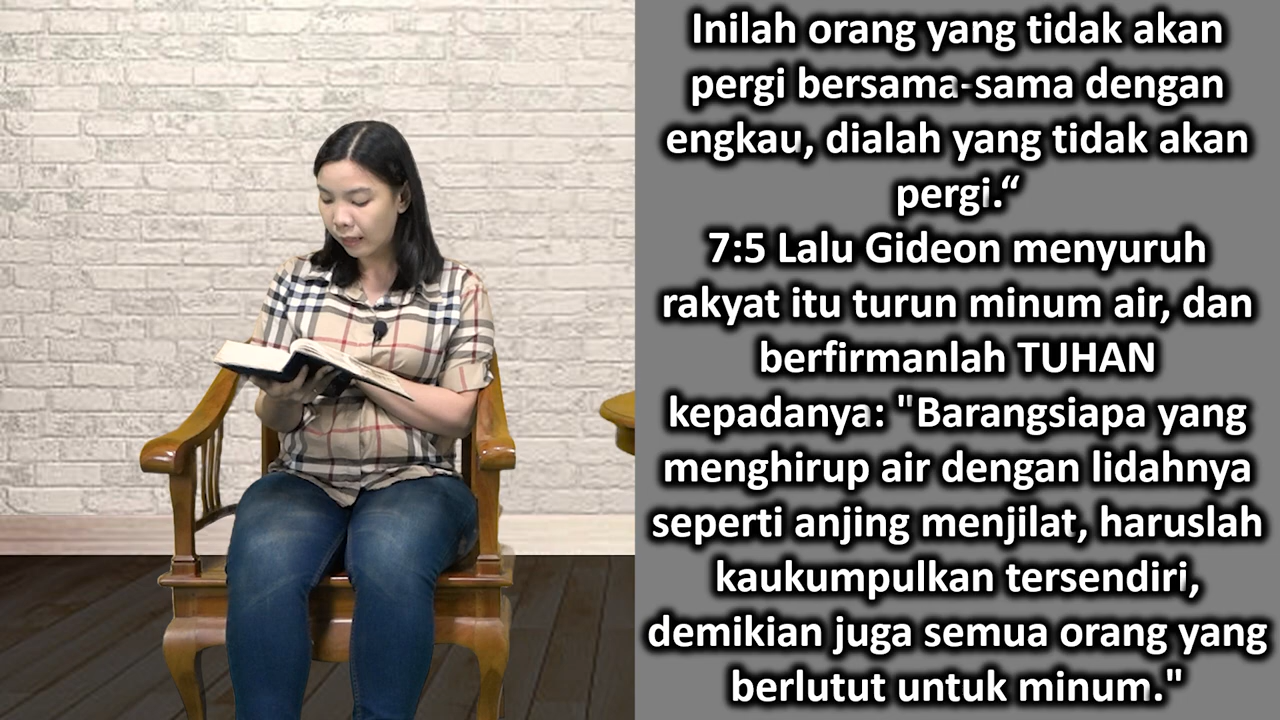 Inilah orang yang tidak akan
pergi bersama-sama dengan
engkau, dialah yang tidak akan
pergi.“
7:5 Lalu Gideon menyuruh
rakyat itu turun minum air, dan
berfirmanlah TUHAN
kepadanya: "Barangsiapa yang
menghirup air dengan lidahnya
seperti anjing menjilat, haruslah
kaukumpulkan tersendiri,
demikian juga semua orang yang
berlutut untuk minum."